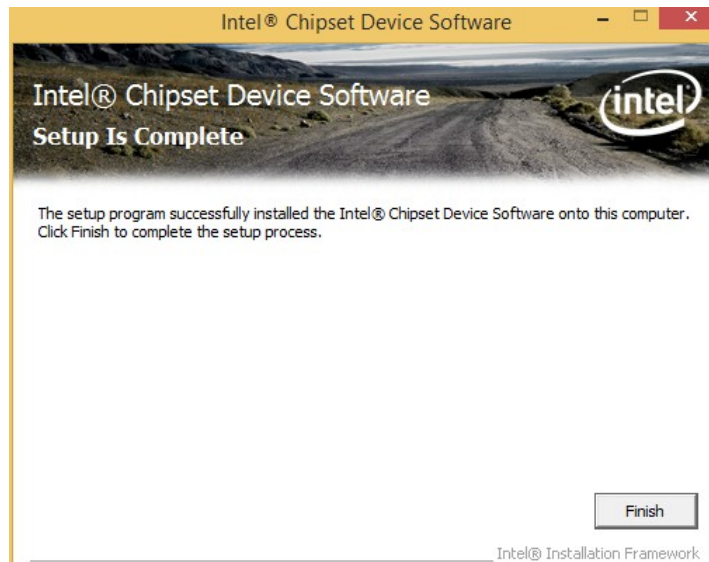 Intel® Chipset Device Software
Intel® Chipset Device Software
intel
Setup Is Complete
The setup program successfully installed the Intel® Chipset Device Software onto this computer.
Click Finish to complete the setup process.
Finish
Intel® Installation Framework